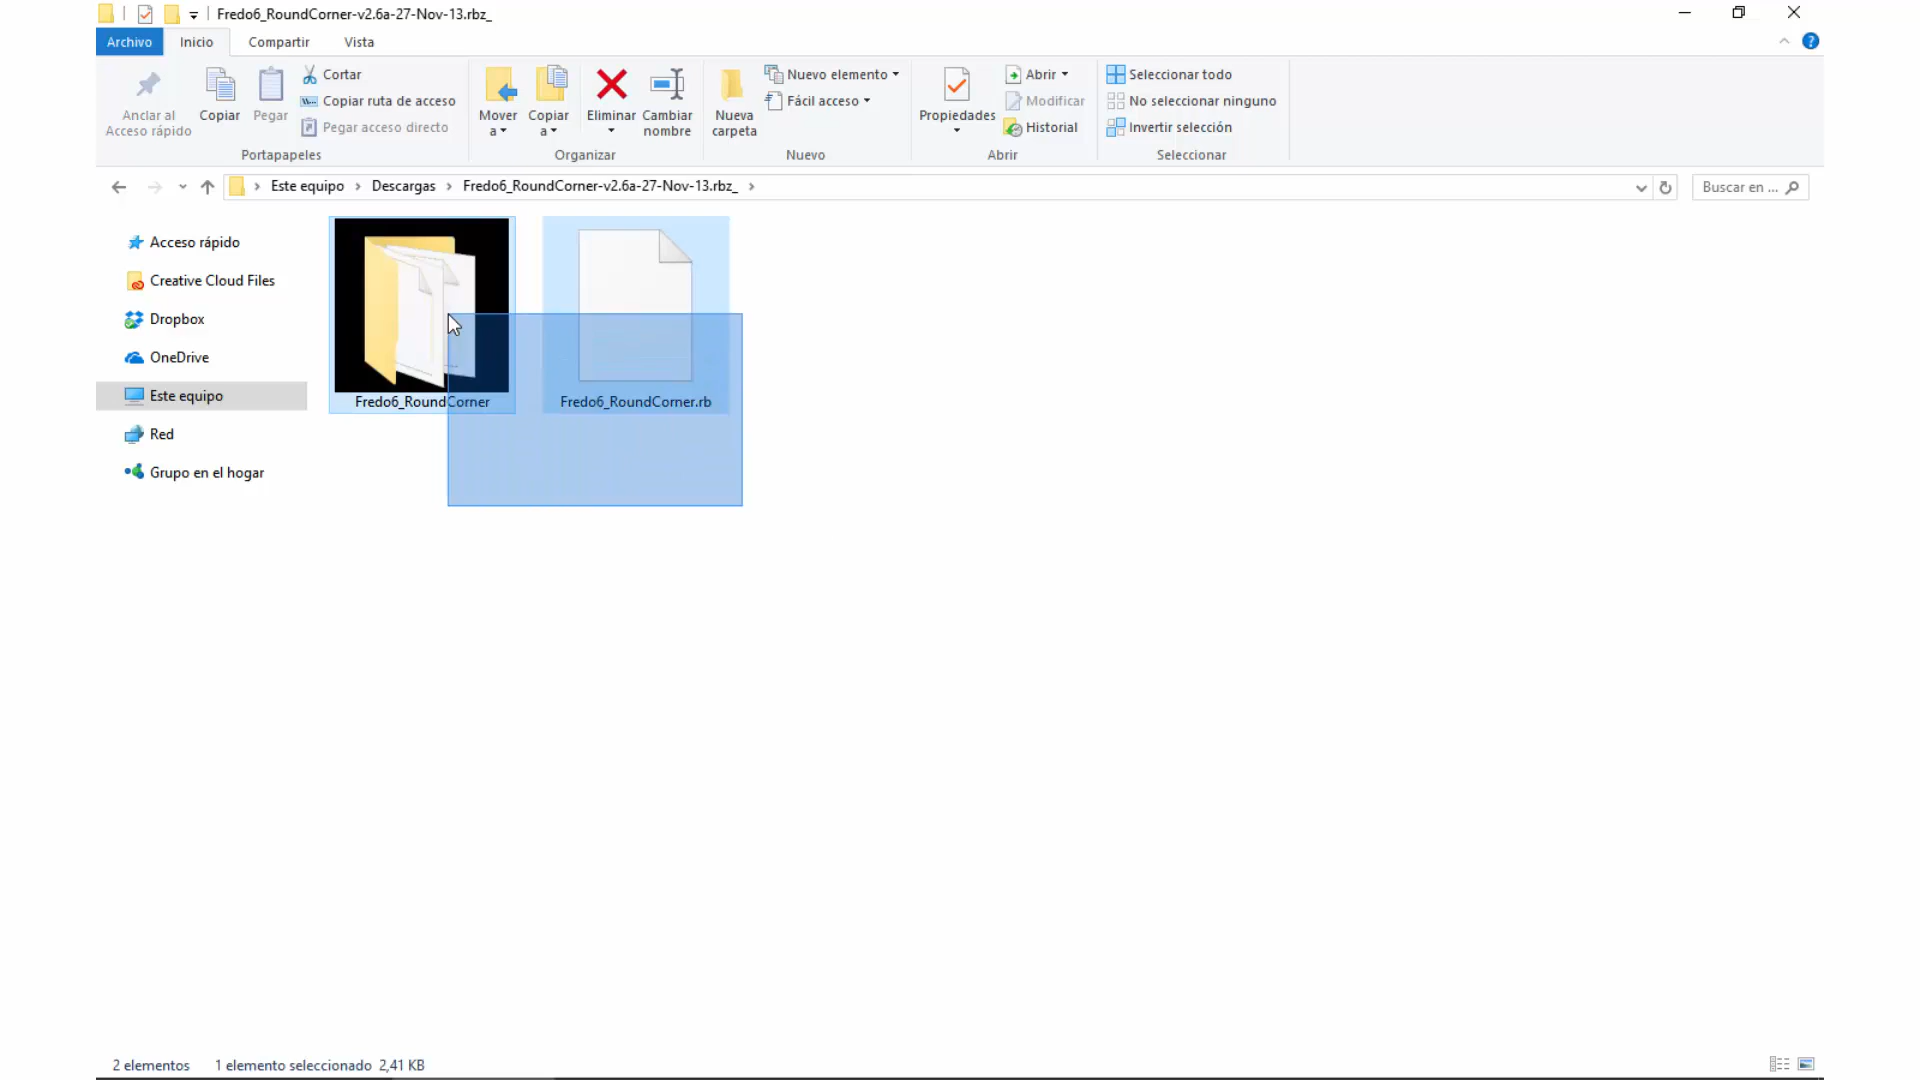 Fredo6_RoundCorner-v2.6a-27-Nov-13.rbz_
Archivo
Inicio
Compartir
Vista
Anclar al
Acceso rápido
Copiar
Pegar
Cortar
Copiar ruta de acceso
Pegar acceso directo
Portapapeles
Mover
a
Copiar
a
Eliminar
Cambiar
nombre
Organizar
Nueva
carpeta
Nuevo elemento
Fácil acceso
Nuevo
Propiedades
Abrir
Modificar
Historial
Abrir
Seleccionar todo
No seleccionar ninguno
Invertir selección
Seleccionar
Este equipo
Descargas
Fredo6_RoundCorner-v2.6a-27-Nov-13.rbz_
Buscar en ...
Acceso rápido
Creative Cloud Files
Dropbox
OneDrive
Este equipo
Red
Grupo en el hogar
Fredo6_RoundCorner
Fredo6_RoundCorner.rb
2 elementos
1 elemento seleccionado 2,41 KB